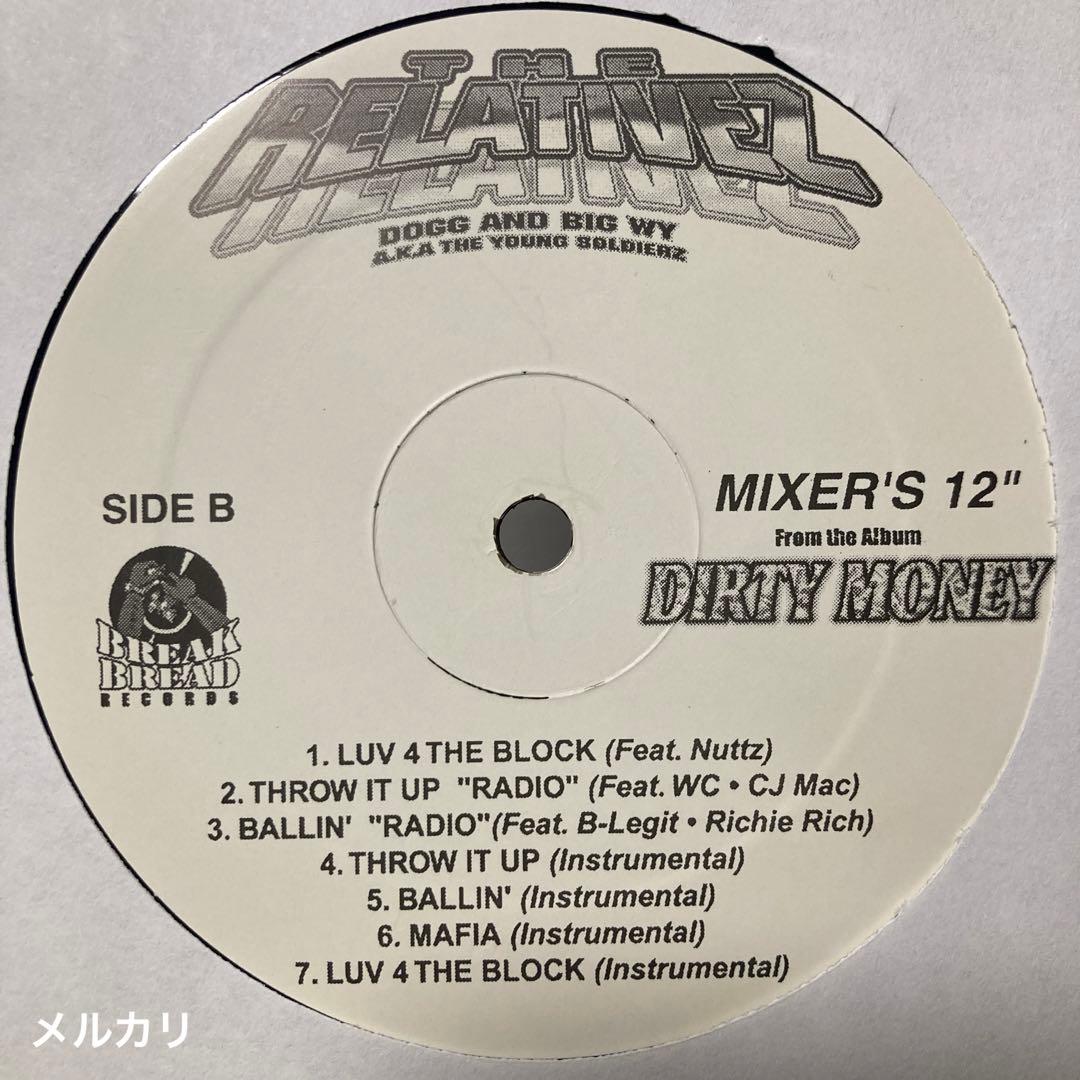 THE
RELATIVEZ
DOGG AND BIG WY
A.K.A THE YOUNG SOLDIERZ
SIDE B
MIXER'S 12"
From the Album
DIRTY MONEY
BREAK
BREAD
RECORDS
1. LUV 4 THE BLOCK (Feat. Nuttz)
2. THROW IT UP "RADIO" (Feat. WC • CJ Mac)
3. BALLIN' "RADIO"(Feat. B-Legit • Richie Rich)
4. THROW IT UP (Instrumental)
5. BALLIN' (Instrumental)
6. MAFIA (Instrumental)
7. LUV 4 THE BLOCK (Instrumental)
メルカリ